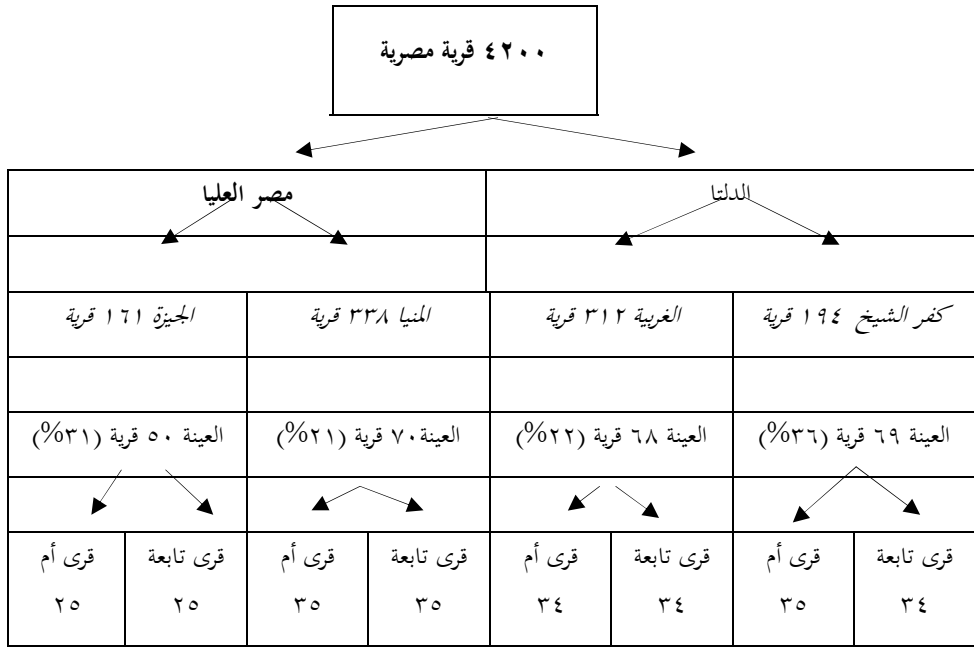 ٤٢٠٠ قرية مصرية
الدلتا
مصر العليا
كفر الشيخ ١٩٤ قرية
الغربية ٣١٢ قرية
المنيا ٣٣٨ قرية
الجيزة ١٦١ قرية
العينة ٦٩ قرية (٣٦%)
العينة ٦٨ قرية (٢٢%)
العينة ٧٠ قرية (٢١%)
العينة ٥٠ قرية (٣١%)
قرى تابعة
٣٤
قرى أم
٣٥
قرى تابعة
٣٤
قرى أم
٣٤
قرى تابعة
٣٥
قرى أم
٣٥
قرى تابعة
٢٥
قرى أم
٢٥